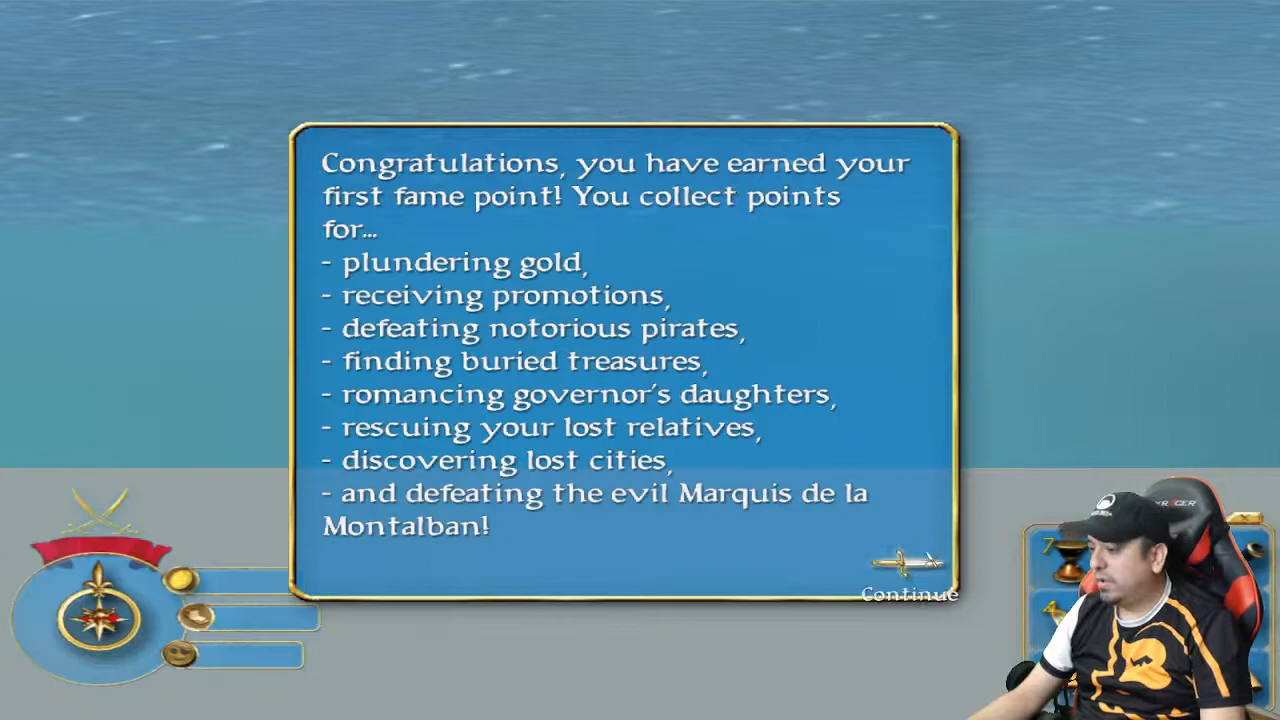 Congratulations, you have earned your
first fame point! You collect points
for...
- plundering gold,
- receiving promotions,
- defeating notorious pirates,
- finding buried treasures,
- romancing governor's daughters,
- rescuing your lost relatives,
- discovering lost cities,
- and defeating the evil Marquis de la
Montalban!
Continue
7